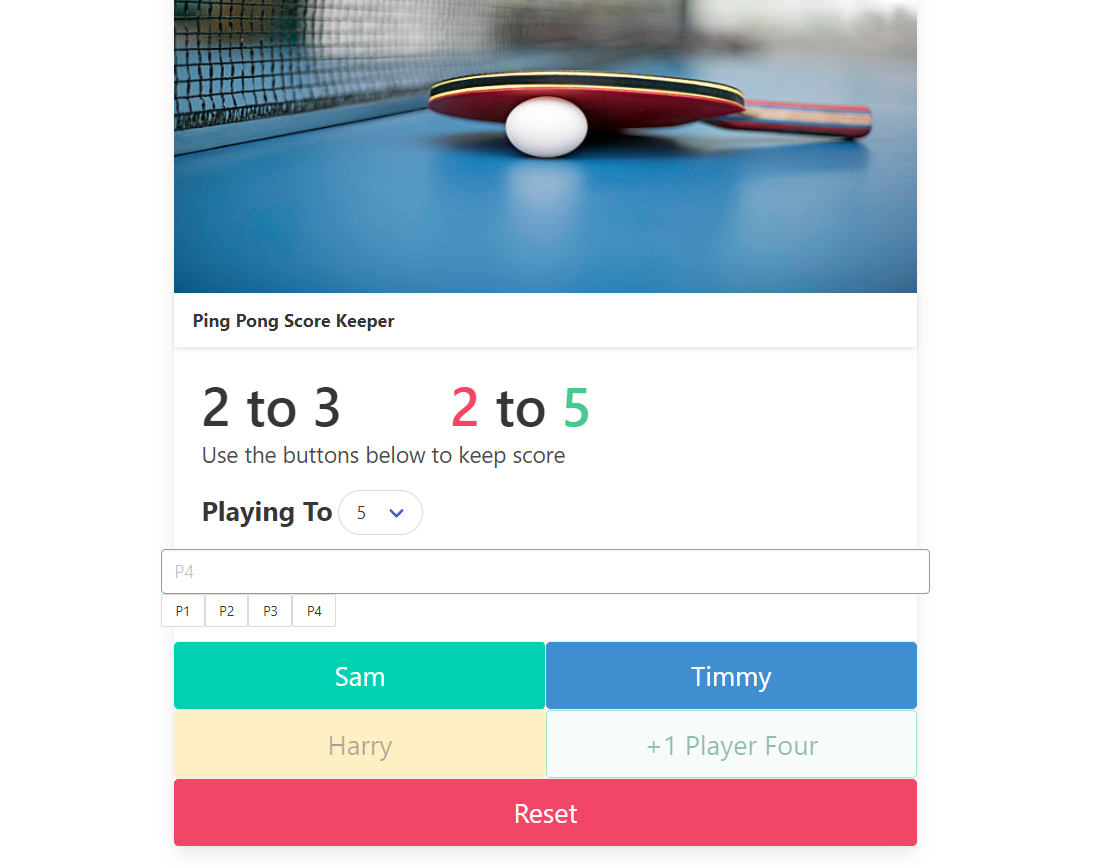 Ping Pong Score Keeper
2 to 3 2 to 5
Use the buttons below to keep score
Playing To 5
P4
P1 P2 P3 P4
Sam Timmy
Harry +1 Player Four
Reset